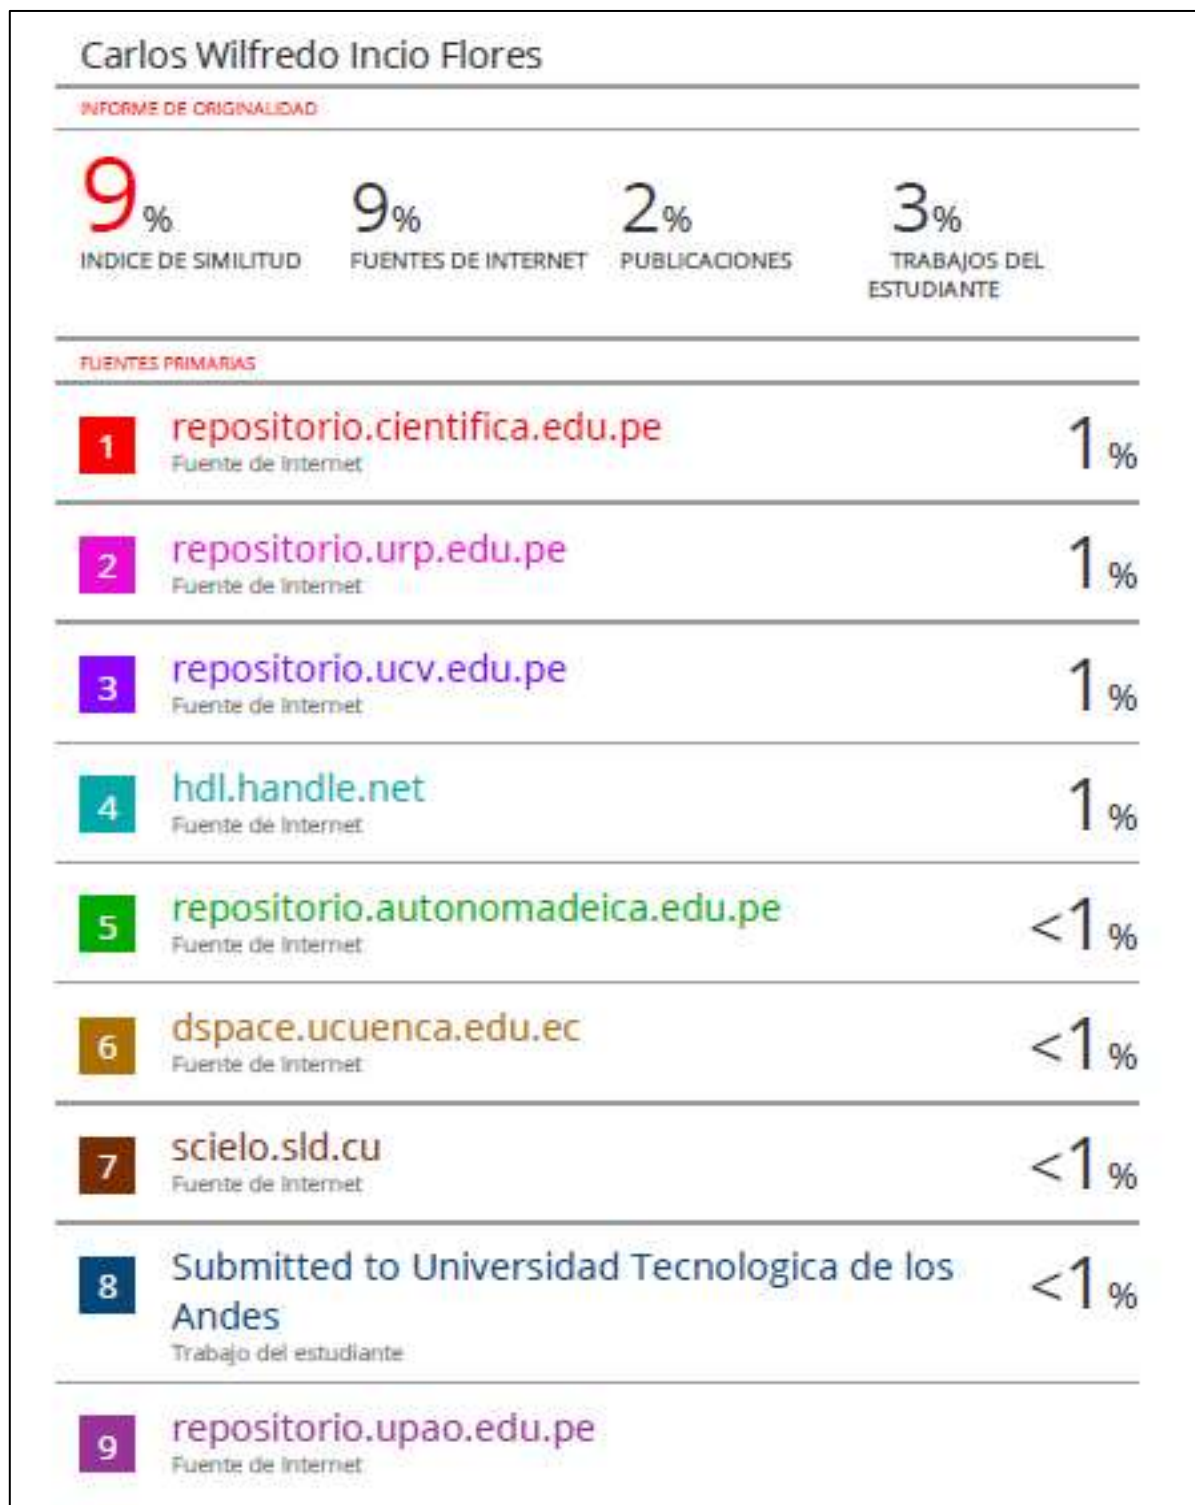 Carlos Wilfredo Incio Flores
INFORME DE ORIGINALIDAD
9% 9% 2% 3%
INDICE DE SIMILITUD FUENTES DE INTERNET PUBLICACIONES TRABAJOS DEL
ESTUDIANTE
FUENTES PRIMARIAS
1 repositorio.cientifica.edu.pe 1%
Fuente de Internet
2 repositorio.urp.edu.pe 1%
Fuente de Internet
3 repositorio.ucv.edu.pe 1%
Fuente de Internet
4 hdl.handle.net 1%
Fuente de Internet
5 repositorio.autonomadeica.edu.pe <1%
Fuente de Internet
6 dspace.ucuenca.edu.ec <1%
Fuente de Internet
7 scielo.sld.cu <1%
Fuente de Internet
8 Submitted to Universidad Tecnologica de los <1%
Andes
Trabajo del estudiante
9 repositorio.upao.edu.pe
Fuente de Internet